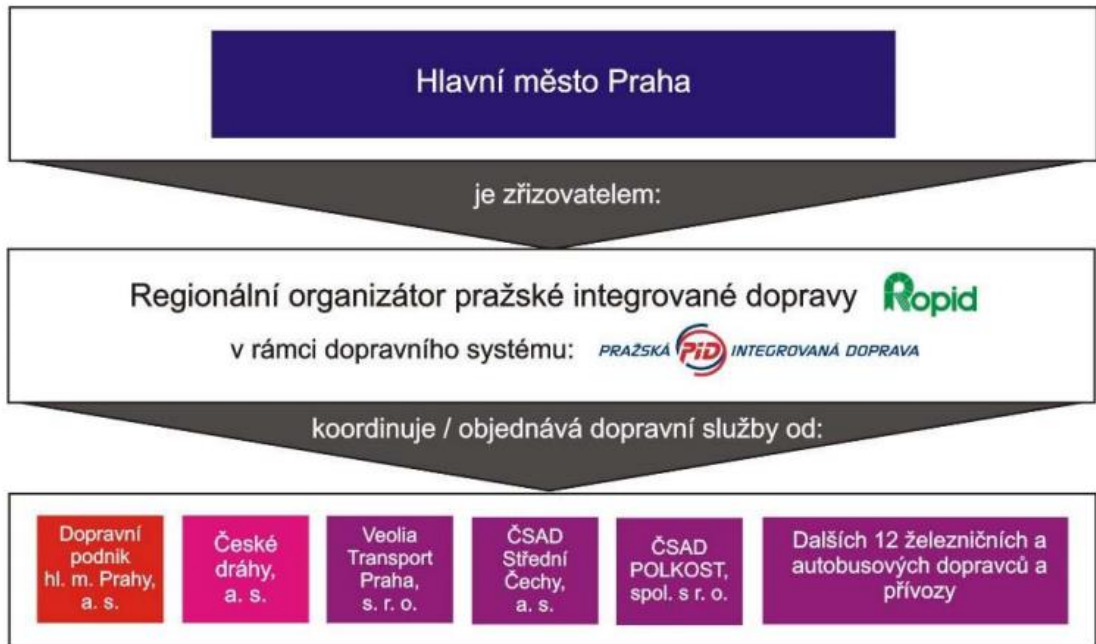 Hlavní město Praha
je zřizovatelem:
Regionální organizátor pražské integrované dopravy Ropid
v rámci dopravního systému: PRAŽSKÁ PID INTEGROVANÁ DOPRAVA
koordinuje / objednává dopravní služby od:
Dopravní
podnik
hl. m. Prahy,
a. s.
České
dráhy,
a. s.
Veolia
Transport
Praha,
s. r. o.
ČSAD
Střední
Čechy,
a. s.
ČSAD
POLKOST,
spol. s r. o.
Dalších 12 železničních a
autobusových dopravců a
přívozy